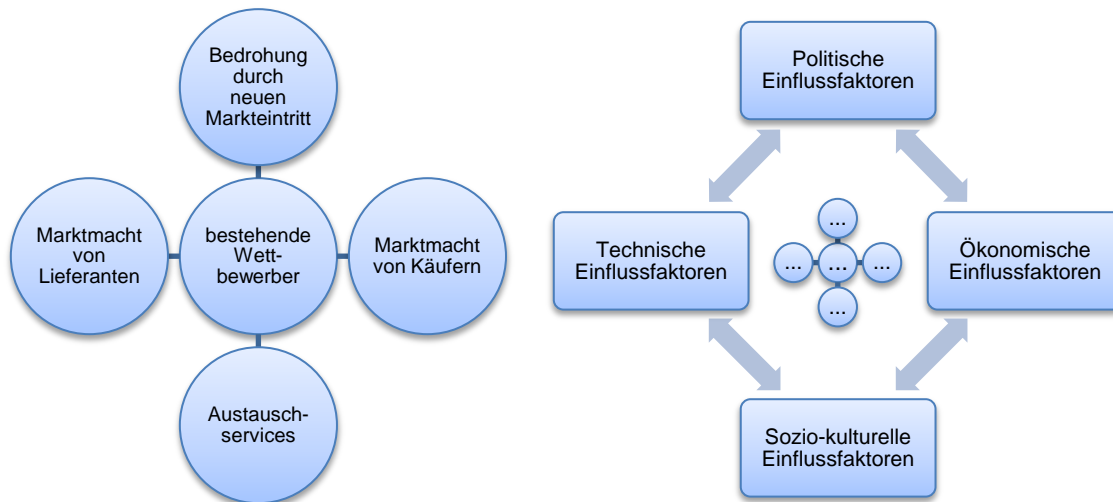 Bedrohung
durch
neuen
Markteintritt
Marktmacht
von
Lieferanten
bestehende
Wett-
bewerber
Marktmacht
von Käufern
Austausch-
services
Politische
Einflussfaktoren
Technische
Einflussfaktoren
...
...
...
...
...
Ökonomische
Einflussfaktoren
Sozio-kulturelle
Einflussfaktoren